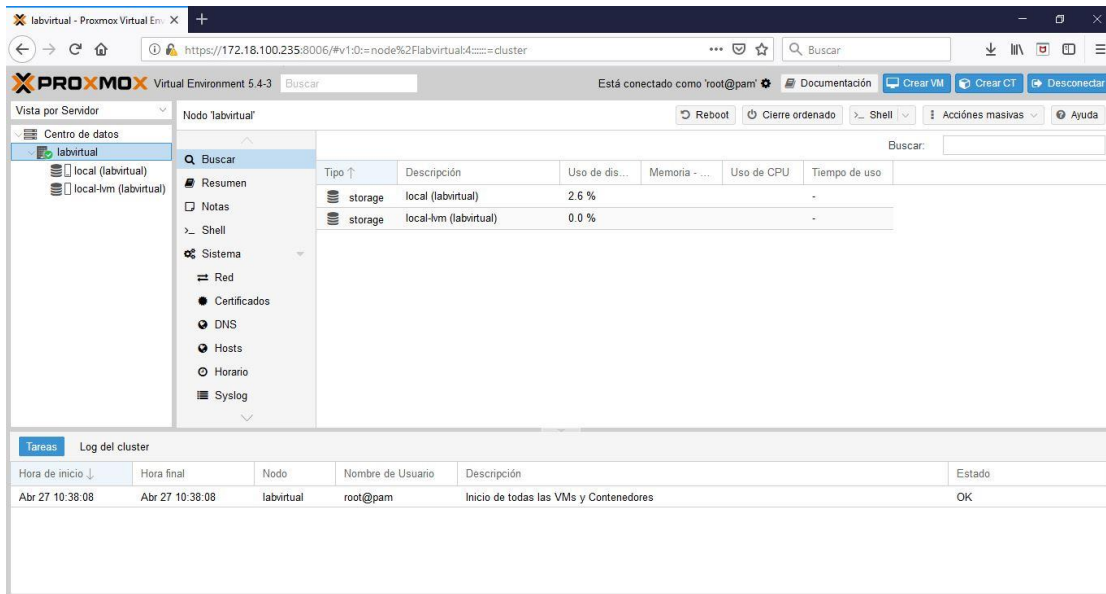 labvirtual - Proxmox Virtual Env
https://172.18.100.235:8006/#v1:0:=node%2Flabvirtual:4:::::::=cluster
Buscar
PROXMOX Virtual Environment 5.4-3 Buscar Está conectado como 'root@pam' Documentación Crear VM Crear CT Desconectar
Vista por Servidor
Centro de datos
labvirtual
local (labvirtual)
local-lvm (labvirtual)
Nodo 'labvirtual' Reboot Cierre ordenado Shell Acciónes masivas Ayuda
Buscar
Resumen
Notas
Shell
Sistema
Red
Certificados
DNS
Hosts
Horario
Syslog
Buscar:
Tipo Descripción Uso de dis... Memoria - ... Uso de CPU Tiempo de uso
storage local (labvirtual) 2.6 % -
storage local-lvm (labvirtual) 0.0 % -
Tareas Log del cluster
Hora de inicio Hora final Nodo Nombre de Usuario Descripción Estado
Abr 27 10:38:08 Abr 27 10:38:08 labvirtual root@pam Inicio de todas las VMs y Contenedores OK